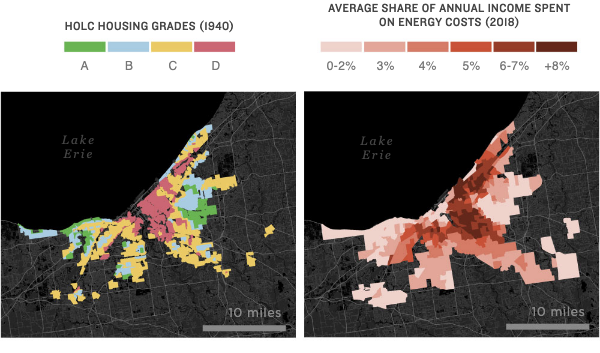 HOLC HOUSING GRADES (1940)
A B C D
Lake
Erie
10 miles
AVERAGE SHARE OF ANNUAL INCOME SPENT
ON ENERGY COSTS (2018)
0-2% 3% 4% 5% 6-7% +8%
Lake
Erie
10 miles